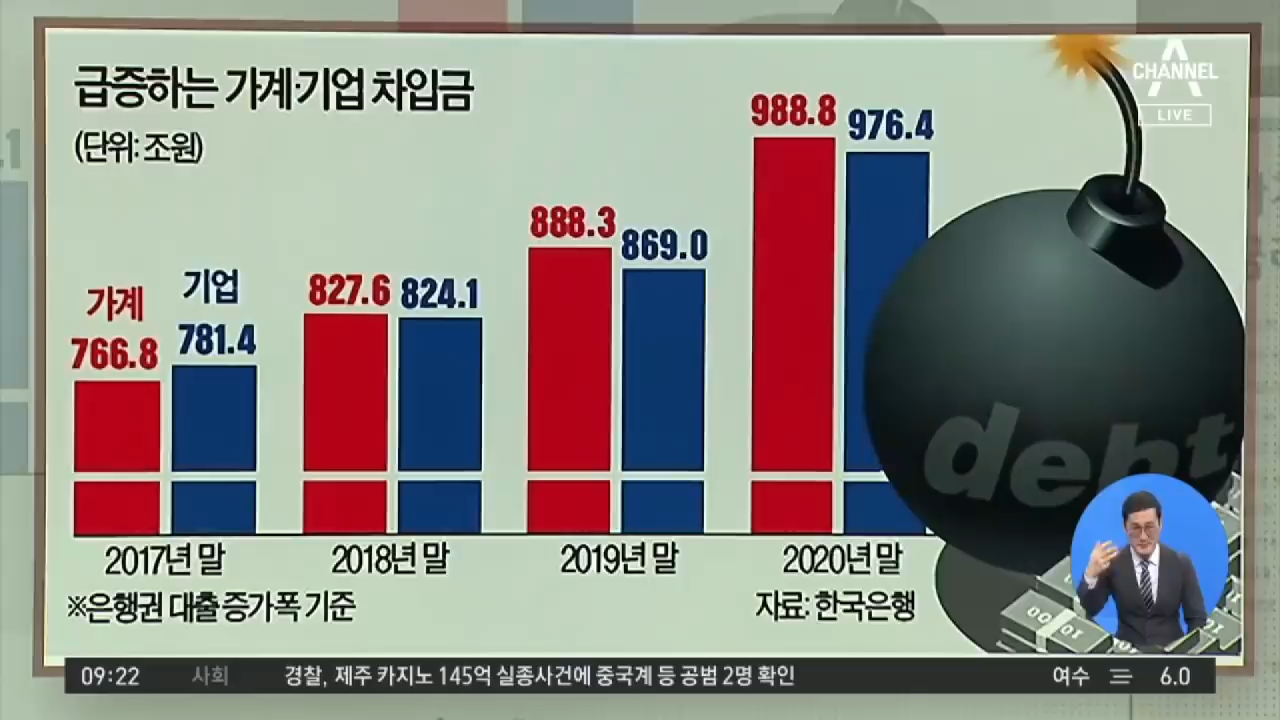 급증하는 가계·기업 차입금
(단위: 조원)
CHANNEL A
LIVE
가계
기업
766.8
781.4
827.6
824.1
888.3
869.0
988.8
976.4
2017년 말
2018년 말
2019년 말
2020년 말
※은행권 대출 증가폭 기준
자료: 한국은행
debt
09:22 사회 경찰, 제주 카지노 145억 실종사건에 중국계 등 공범 2명 확인 여수 6.0